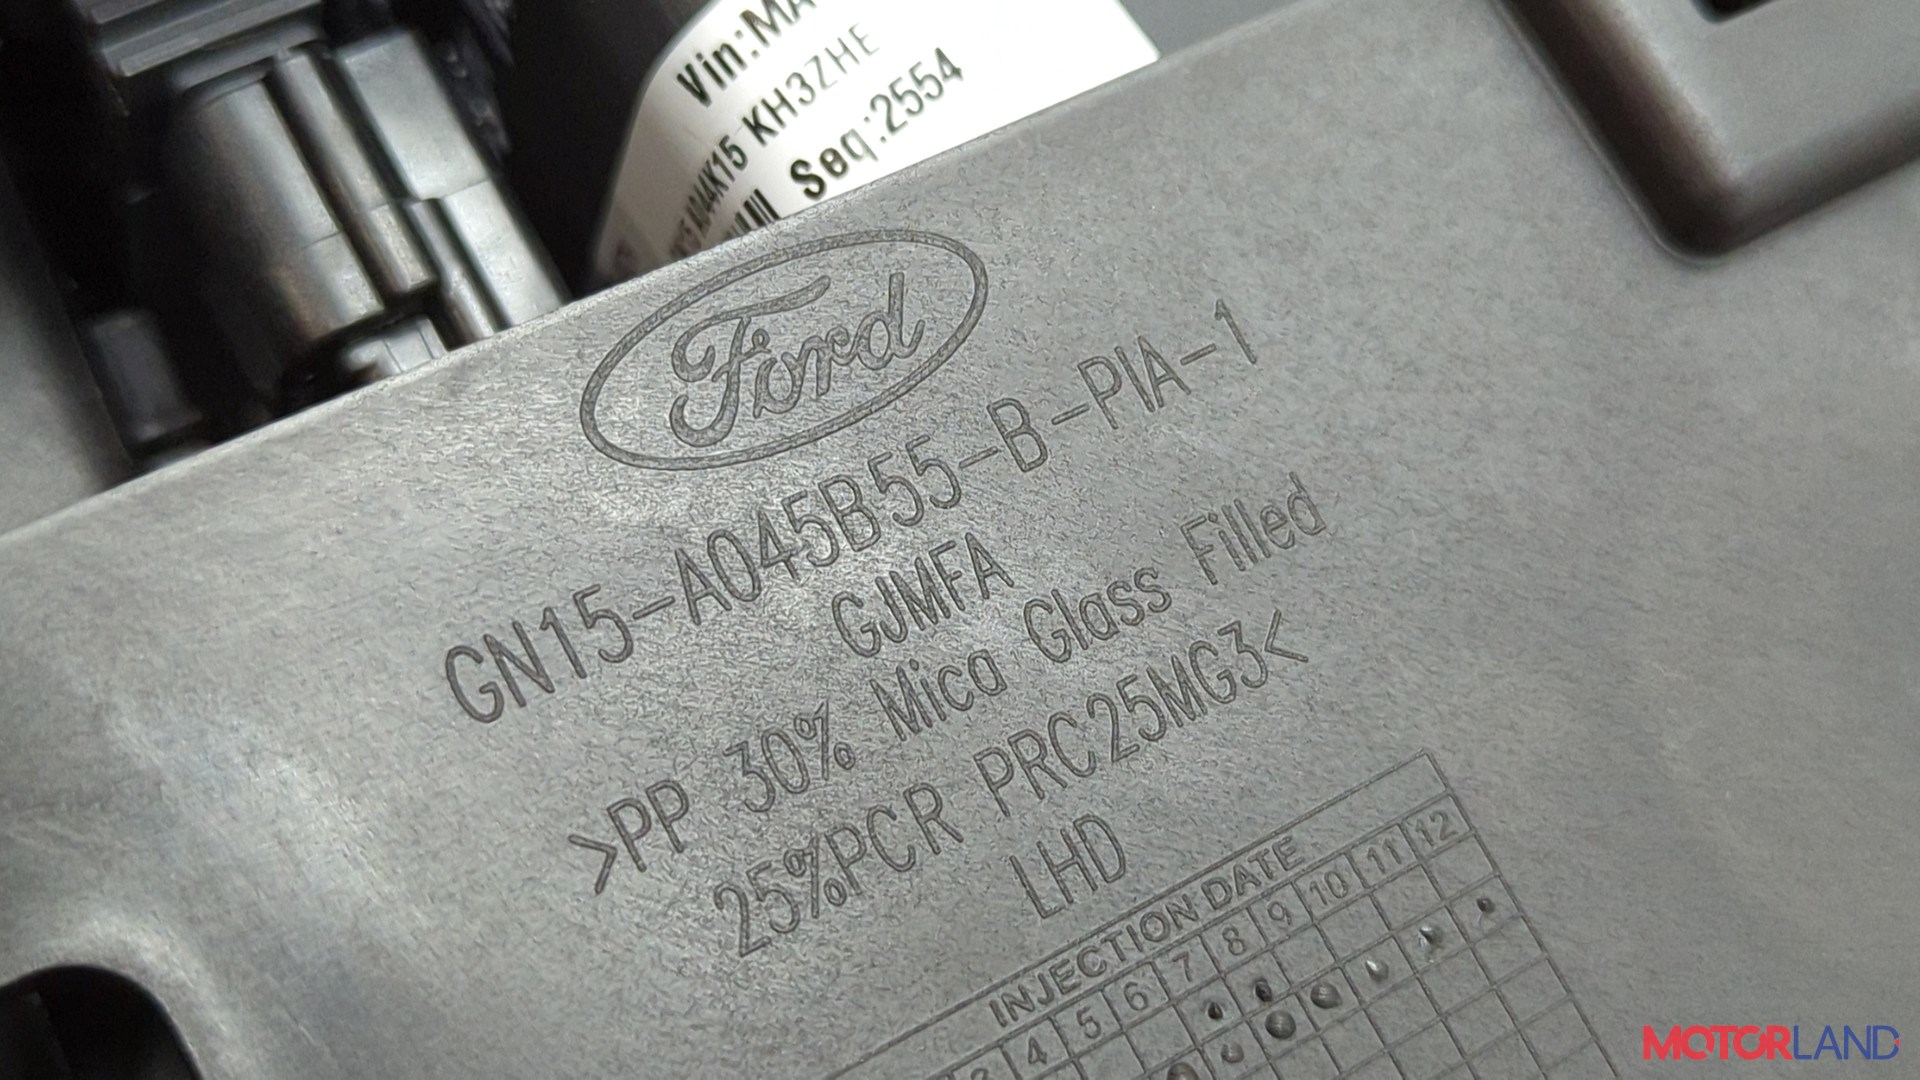 Vin:MA
KH3ZHE
Seq:2554
Ford
GN15-A045B55-B-PIA-1
GJMFA
>PP 30% Mica Glass Filled
25%PCR PRC25MG3<
LHD
INJECTION DATE
4 5 6 7 8 9 10 11 12
MOTORLAND